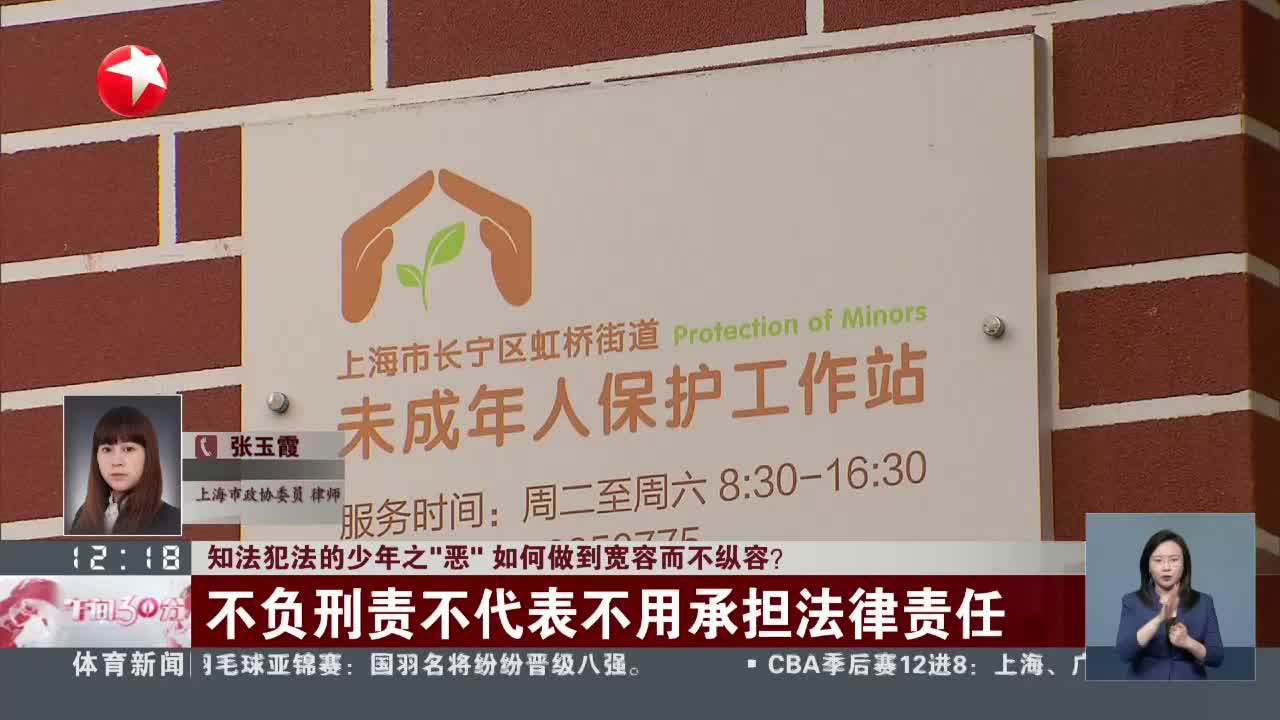 上海市长宁区虹桥街道 Protection of Minors
未成年人保护工作站
服务时间：周二至周六 8:30-16:30
张玉霞
上海市政协委员 律师
12:18 知法犯法的少年之"恶" 如何做到宽容而不纵容?
午间30分
不负刑责不代表不用承担法律责任
体育新闻 羽毛球亚锦赛：国羽名将纷纷晋级八强。 ▪ CBA季后赛12进8：上海、广